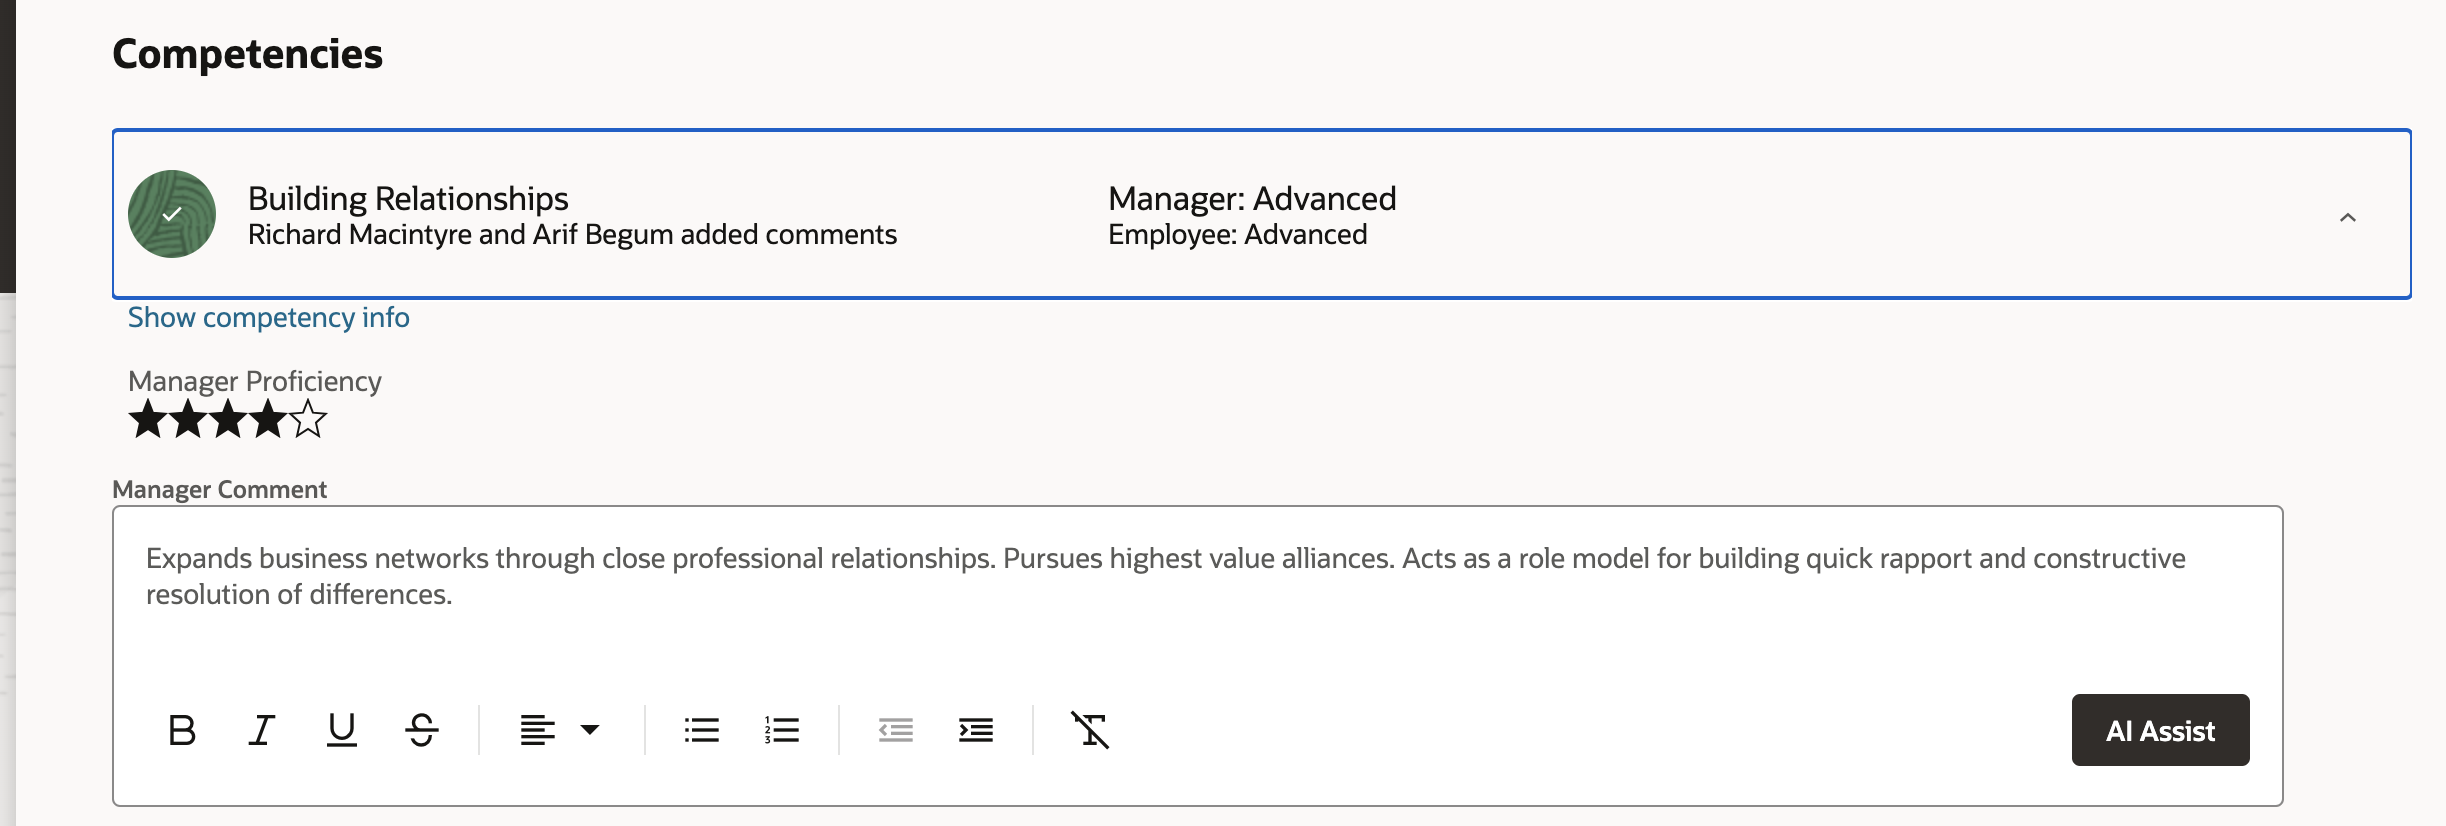 Competencies
Building Relationships
Richard Macintyre and Arif Begum added comments
Manager: Advanced
Employee: Advanced
Show competency info
Manager Proficiency
Manager Comment
Expands business networks through close professional relationships. Pursues highest value alliances. Acts as a role model for building quick rapport and constructive
resolution of differences.
AI Assist